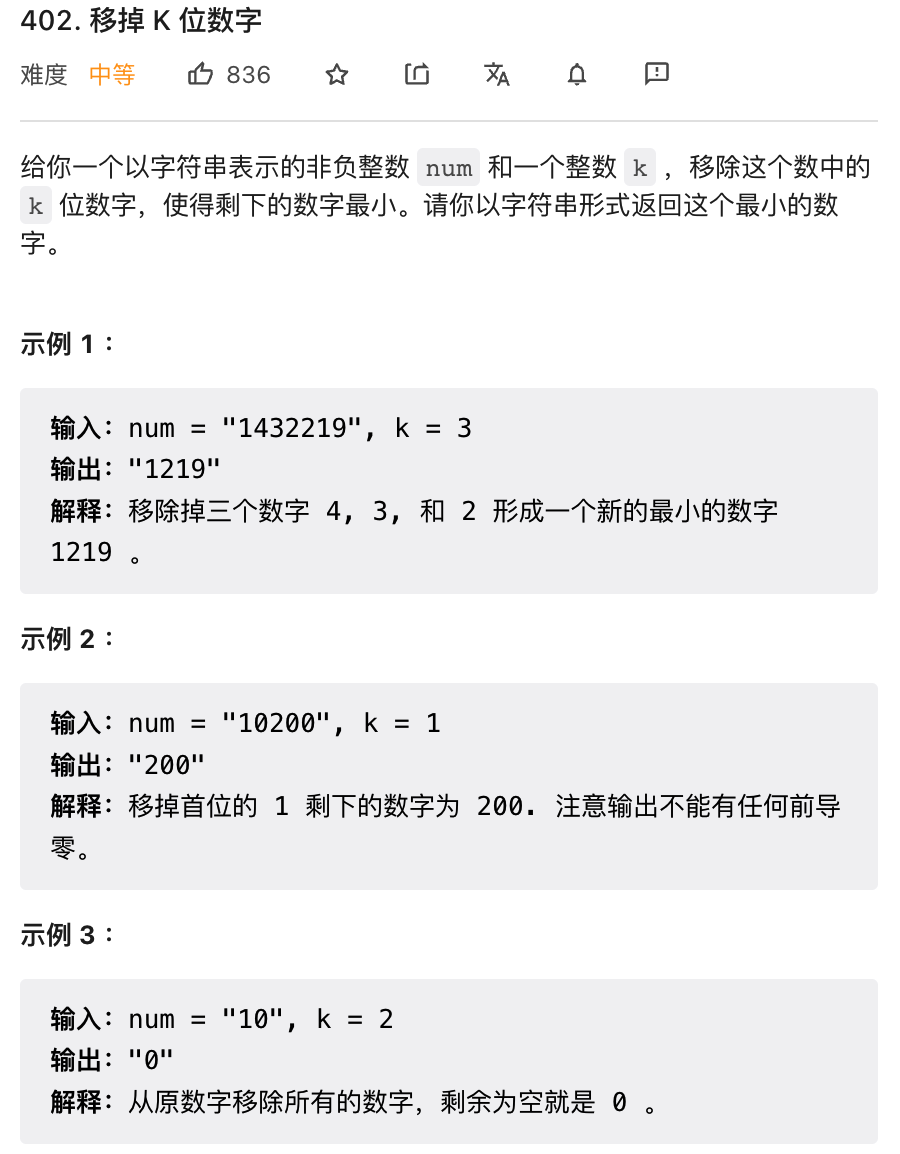 402. 移掉 K 位数字
难度 中等 836
给你一个以字符串表示的非负整数 num 和一个整数 k ，移除这个数中的
k 位数字，使得剩下的数字最小。请你以字符串形式返回这个最小的数
字。
示例 1：
输入：num = "1432219", k = 3
输出："1219"
解释：移除掉三个数字 4, 3, 和 2 形成一个新的最小的数字
1219 。
示例 2：
输入：num = "10200", k = 1
输出："200"
解释：移掉首位的 1 剩下的数字为 200. 注意输出不能有任何前导
零。
示例 3：
输入：num = "10", k = 2
输出："0"
解释：从原数字移除所有的数字，剩余为空就是 0 。